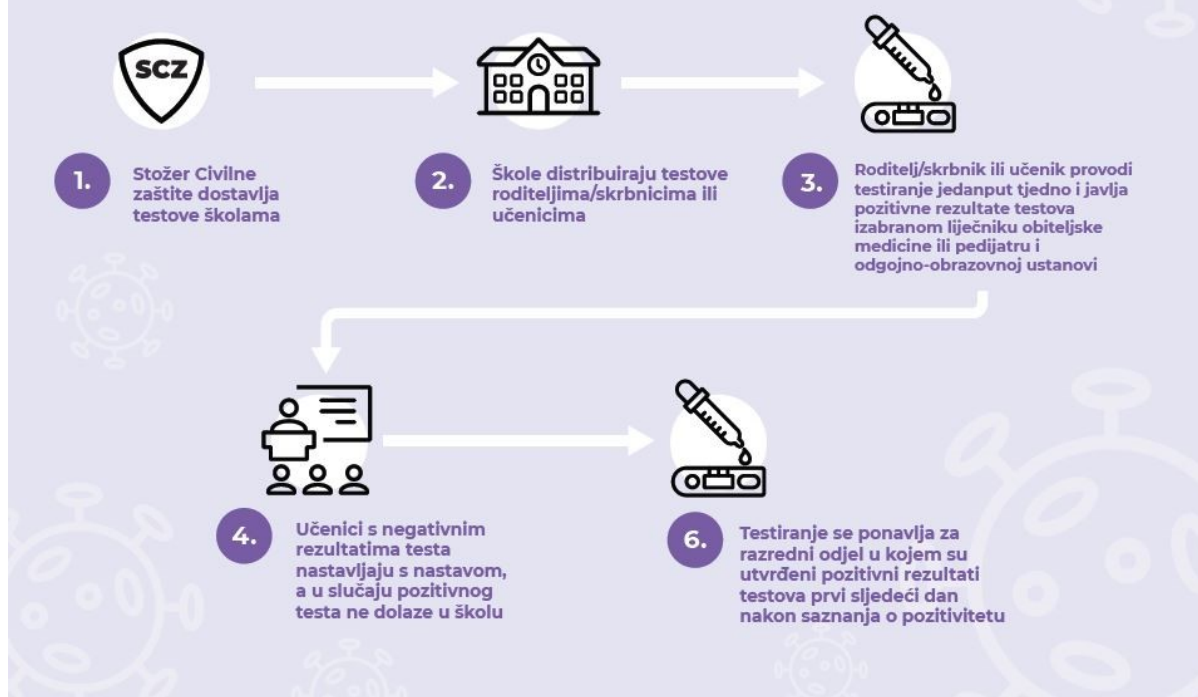 SCZ
1.
Stožer Civilne
zaštite dostavlja
testove školama
2.
Škole distribuiraju testove
roditeljima/skrbnicima ili
učenicima
3.
Roditelj/skrbnik ili učenik provodi
testiranje jedanput tjedno i javlja
pozitivne rezultate testova
izabranom liječniku obiteljske
medicine ili pedijatru i
odgojno-obrazovnoj ustanovi
4.
Učenici s negativnim
rezultatima testa
nastavljaju s nastavom,
a u slučaju pozitivnog
testa ne dolaze u školu
6.
Testiranje se ponavlja za
razredni odjel u kojem su
utvrđeni pozitivni rezultati
testova prvi sljedeći dan
nakon saznanja o pozitivitetu